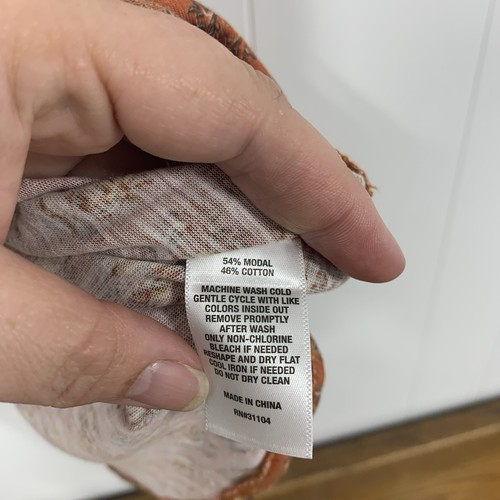 54% MODAL
46% COTTON
MACHINE WASH COLD
GENTLE CYCLE WITH LIKE
COLORS INSIDE OUT
REMOVE PROMPTLY
AFTER WASH
ONLY NON-CHLORINE
BLEACH IF NEEDED
RESHAPE AND DRY FLAT
COOL IRON IF NEEDED
DO NOT DRY CLEAN
MADE IN CHINA
RN#31104